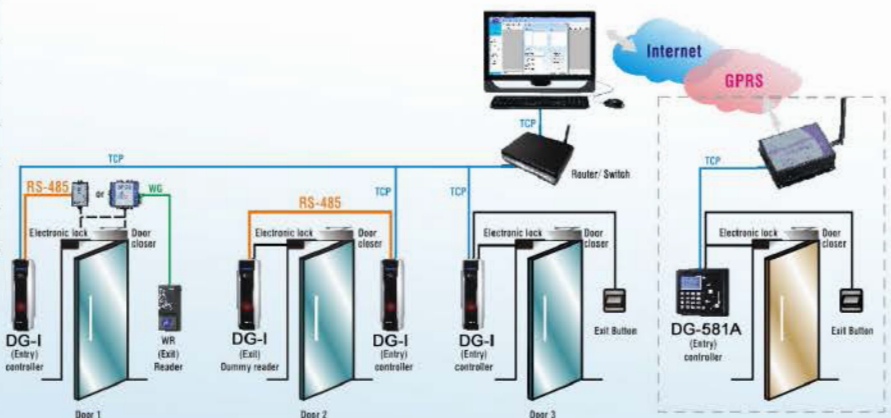 Internet
GPRS
TCP
TCP
Router/ Switch
TCP
RS-485
or
WG
RS-485
TCP
TCP
Electronic lock
Door
closer
Electronic lock
Door
closer
Electronic lock
Door
closer
Electronic lock
Door
closer
DG-I
(Entry)
controller
WR
(Exit)
Reader
DG-I
(Exit)
Dummy reader
DG-I
(Entry)
controller
DG-I
(Entry)
controller
Exit Button
DG-581A
(Entry)
controller
Exit Button
Door 1
Door 2
Door 3